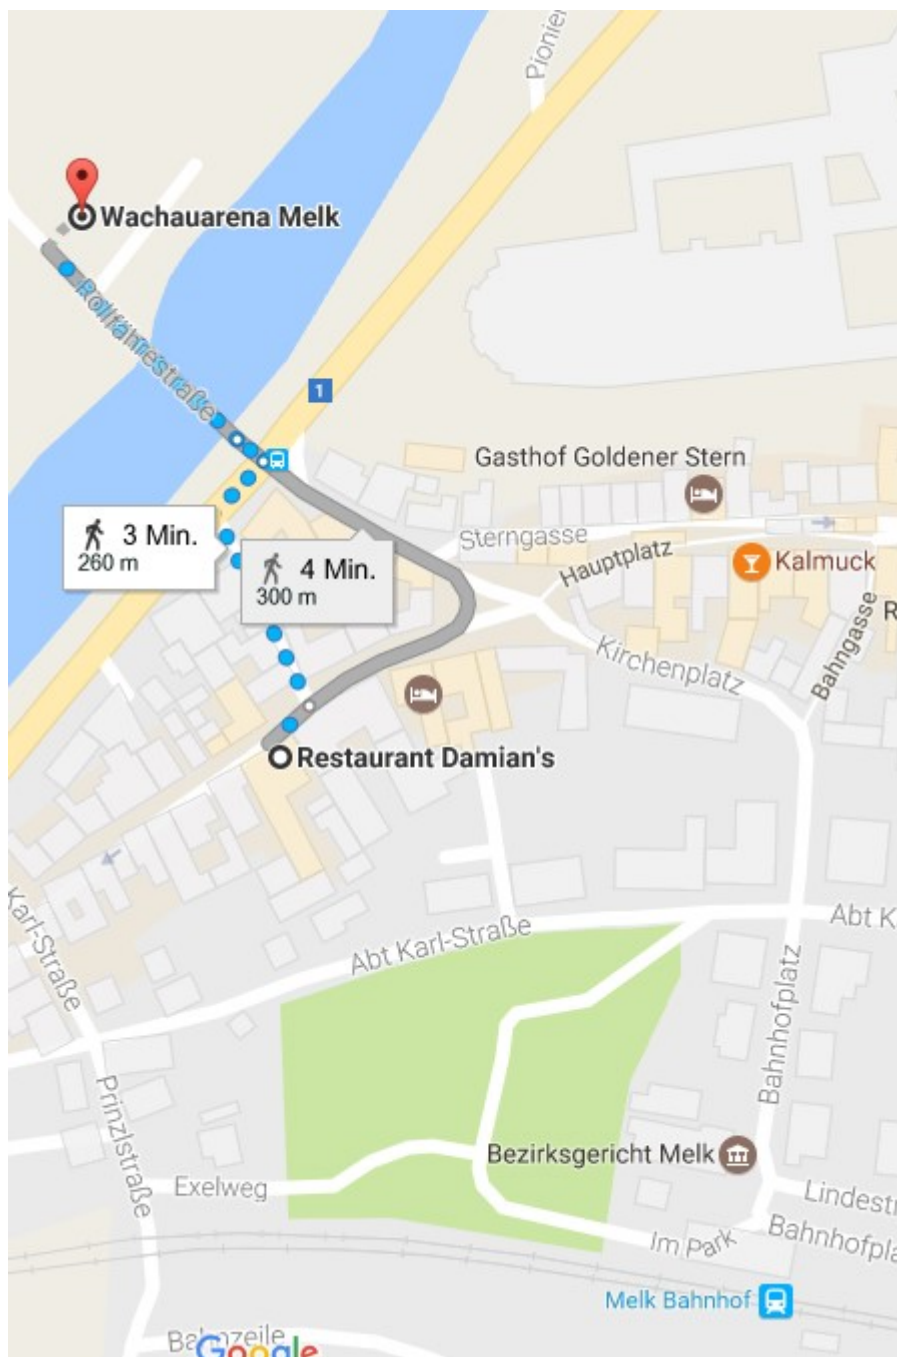 Pionier
Wachauarena Melk
Rollfährestraße
1
Gasthof Goldener Stern
3 Min.
260 m
4 Min.
300 m
Sterngasse
Hauptplatz
Kalmuck
R
Kirchenplatz
Bahngasse
Restaurant Damian's
Karl-Straße
Abt Karl-Straße
Abt K
Bahnhofplatz
Prinzlstraße
Bezirksgericht Melk
Exelweg
Lindestr
Im Park
Bahnhofpla
Melk Bahnhof
Bahnzeile
Google